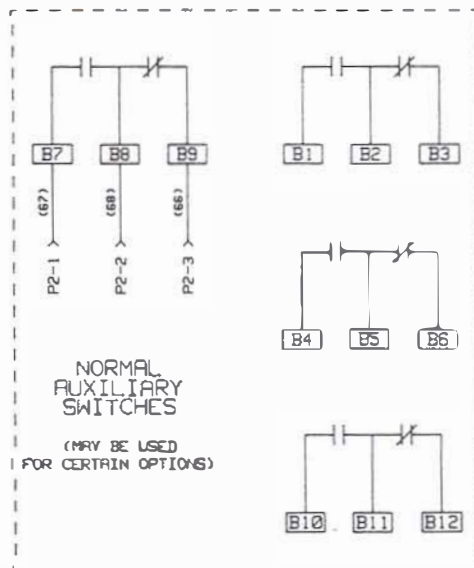 B7 B8 B9
(67) (68) (66)
P2-1 P2-2 P2-3
B1 B2 B3
B4 B5 B6
NORMAL
AUXILIARY
SWITCHES
(MAY BE USED
FOR CERTAIN OPTIONS)
B10 B11 B12